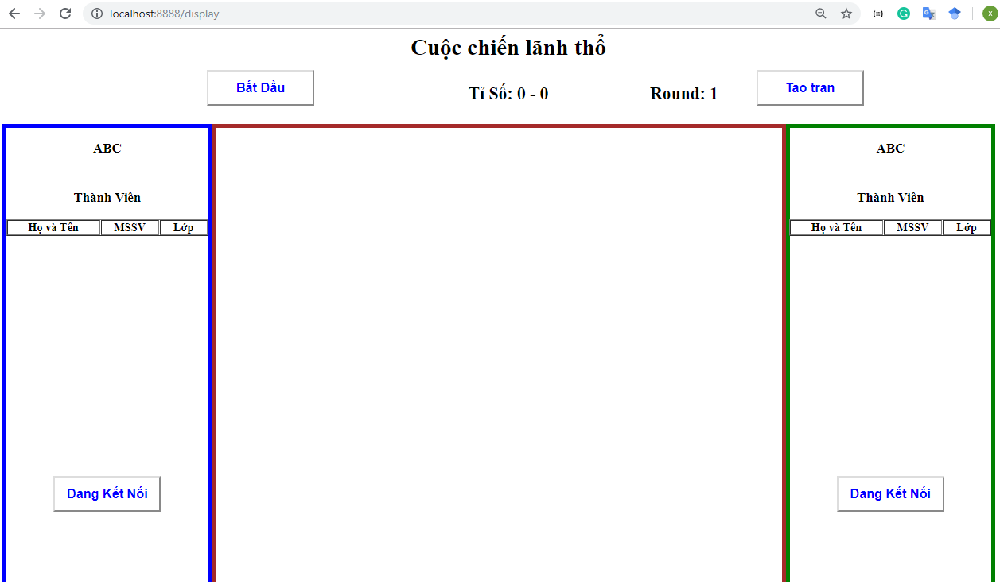 localhost:8888/display
X
Cuộc chiến lãnh thổ
Bắt Đầu
Tỉ Số: 0 - 0
Round: 1
Tao tran
ABC
Thành Viên
Họ và Tên MSSV Lớp
Đang Kết Nối
ABC
Thành Viên
Họ và Tên MSSV Lớp
Đang Kết Nối